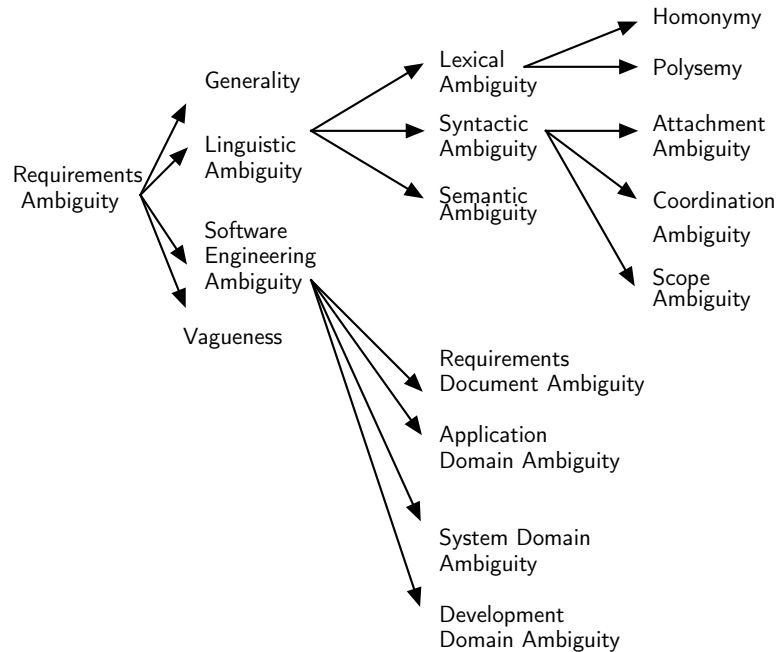 Requirements
Ambiguity
Generality
Linguistic
Ambiguity
Software
Engineering
Ambiguity
Vagueness
Lexical
Ambiguity
Syntactic
Ambiguity
Semantic
Ambiguity
Homonymy
Polysemy
Attachment
Ambiguity
Coordination
Ambiguity
Scope
Ambiguity
Requirements
Document Ambiguity
Application
Domain Ambiguity
System Domain
Ambiguity
Development
Domain Ambiguity